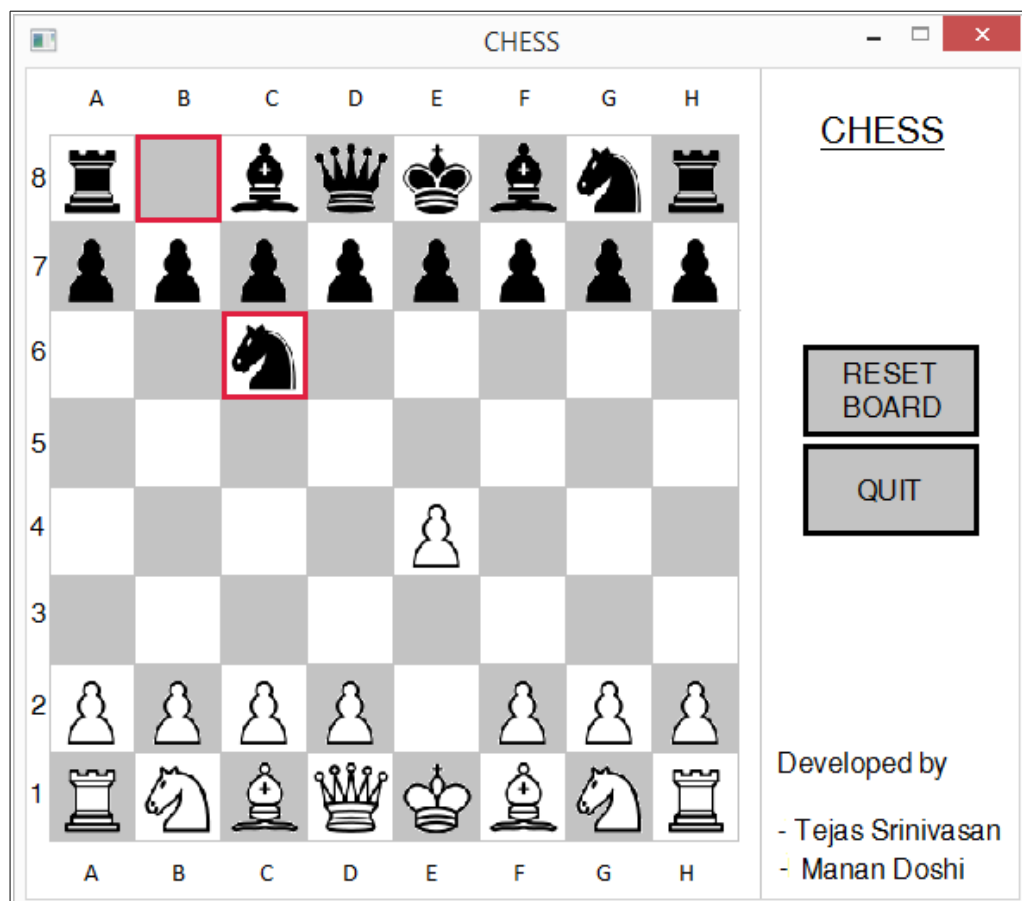 CHESS
A B C D E F G H
CHESS
8
7
6
RESET
BOARD
5
QUIT
4
3
2
Developed by
1
- Tejas Srinivasan
- Manan Doshi
A B C D E F G H